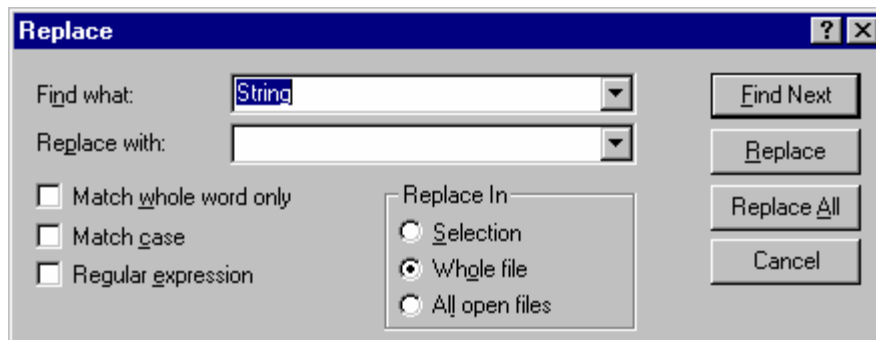 Replace
Find what: String Find Next
Replace with: Replace
Match whole word only Replace In Replace All
Match case Selection
Regular expression Whole file Cancel
All open files